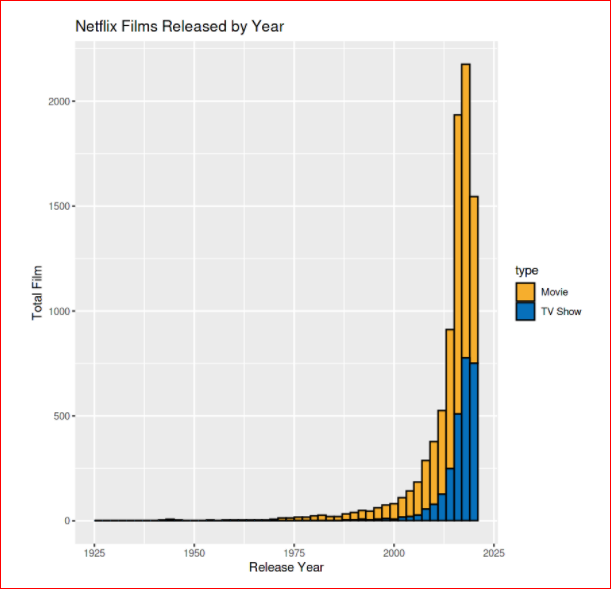 Netflix Films Released by Year
2000
1500
1000
500
0
Total Film
1925 1950 1975 2000 2025
Release Year
type
Movie
TV Show